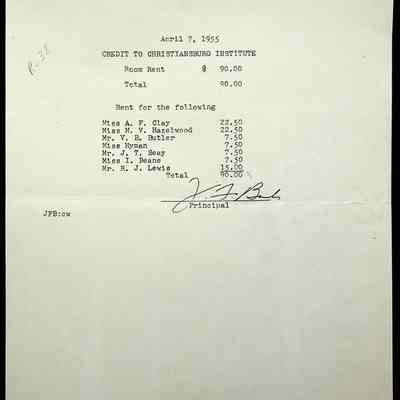 April 7, 1955
R-38
CREDIT TO CHRISTIANSBURG INSTITUTE
Room Rent $ 90.00
Total 90.00
Rent for the following
Miss A. P. Clay 22.50
Miss M. V. Hazelwood 22.50
Mr. V. E. Butler 7.50
Miss Hyman 7.50
Mr. J. T. Seay 7.50
Miss I. Beane 7.50
Mr. R. J. Lewis 15.00
Total 90.00
Principal
JFB:cw